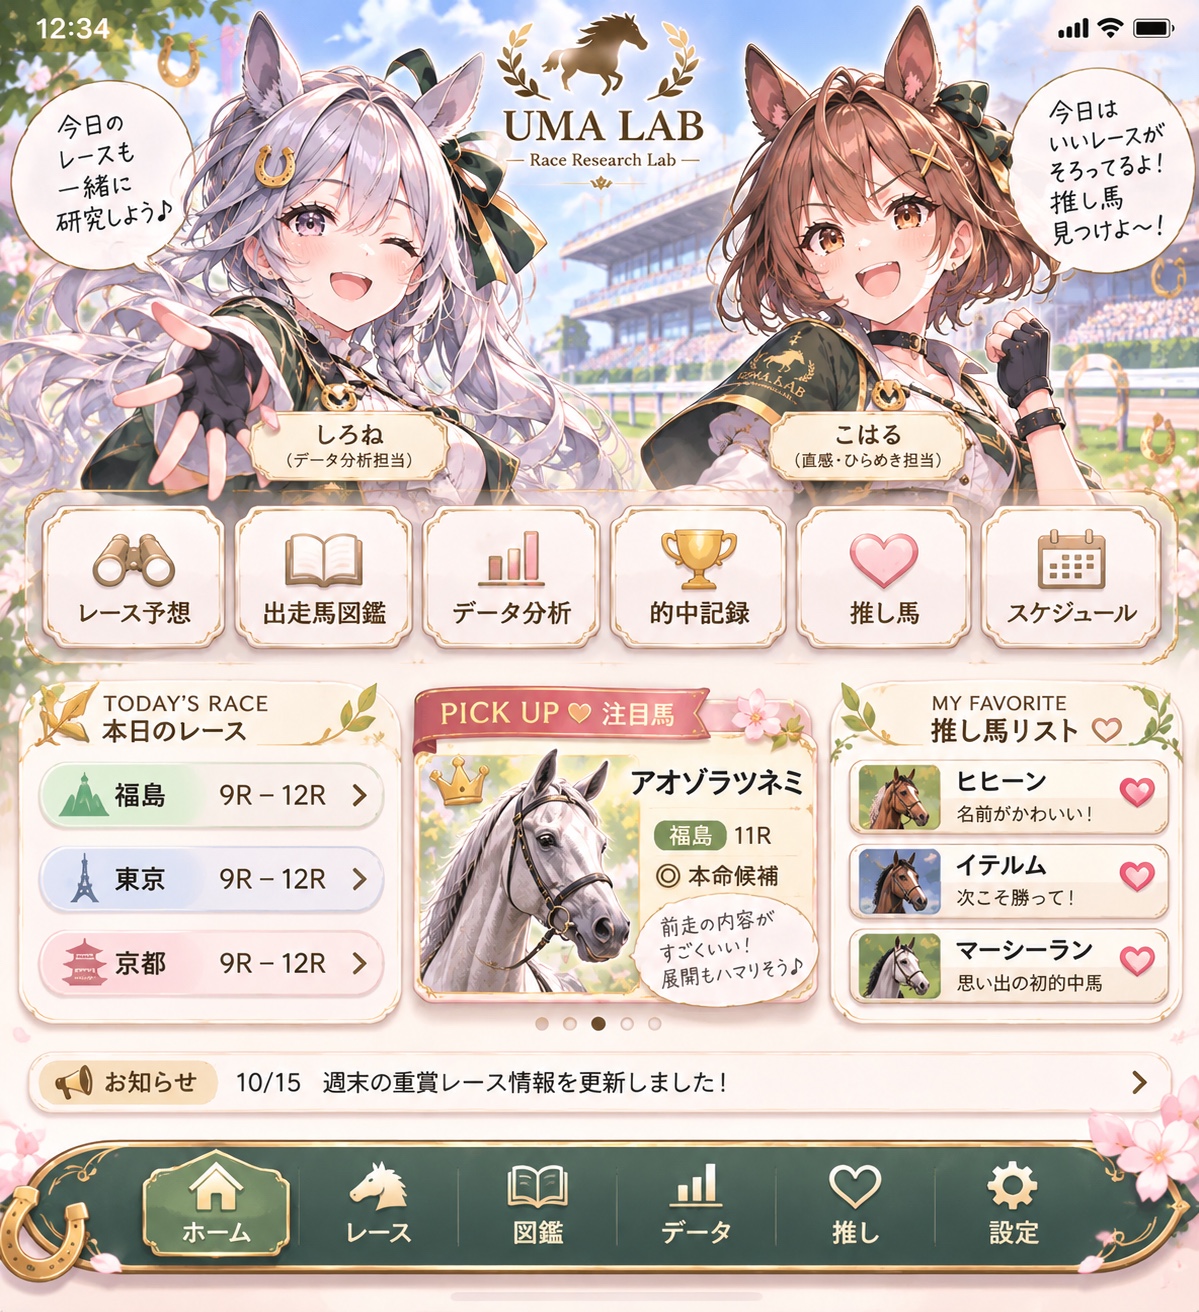 12:34
今日の
レースも
一緒に
研究しよう♪
UMA LAB
Race Research Lab
今日は
いいレースが
そろってるよ!
推し馬
見つけよ〜!
UMA.LAB
しろね
(データ分析担当)
こはる
(直感・ひらめき担当)
レース予想
出走馬図鑑
データ分析
的中記録
推し馬
スケジュール
TODAY'S RACE
本日のレース
福島 9R – 12R
東京 9R – 12R
京都 9R – 12R
PICK UP 注目馬
アオゾラツネミ
福島 11R
◎ 本命候補
前走の内容が
すごくいい!
展開もハマりそう♪
MY FAVORITE
推し馬リスト
ヒヒーン
名前がかわいい!
イテルム
次こそ勝って!
マーシーラン
思い出の初的中馬
お知らせ 10/15 週末の重賞レース情報を更新しました!
ホーム
レース
図鑑
データ
推し
設定